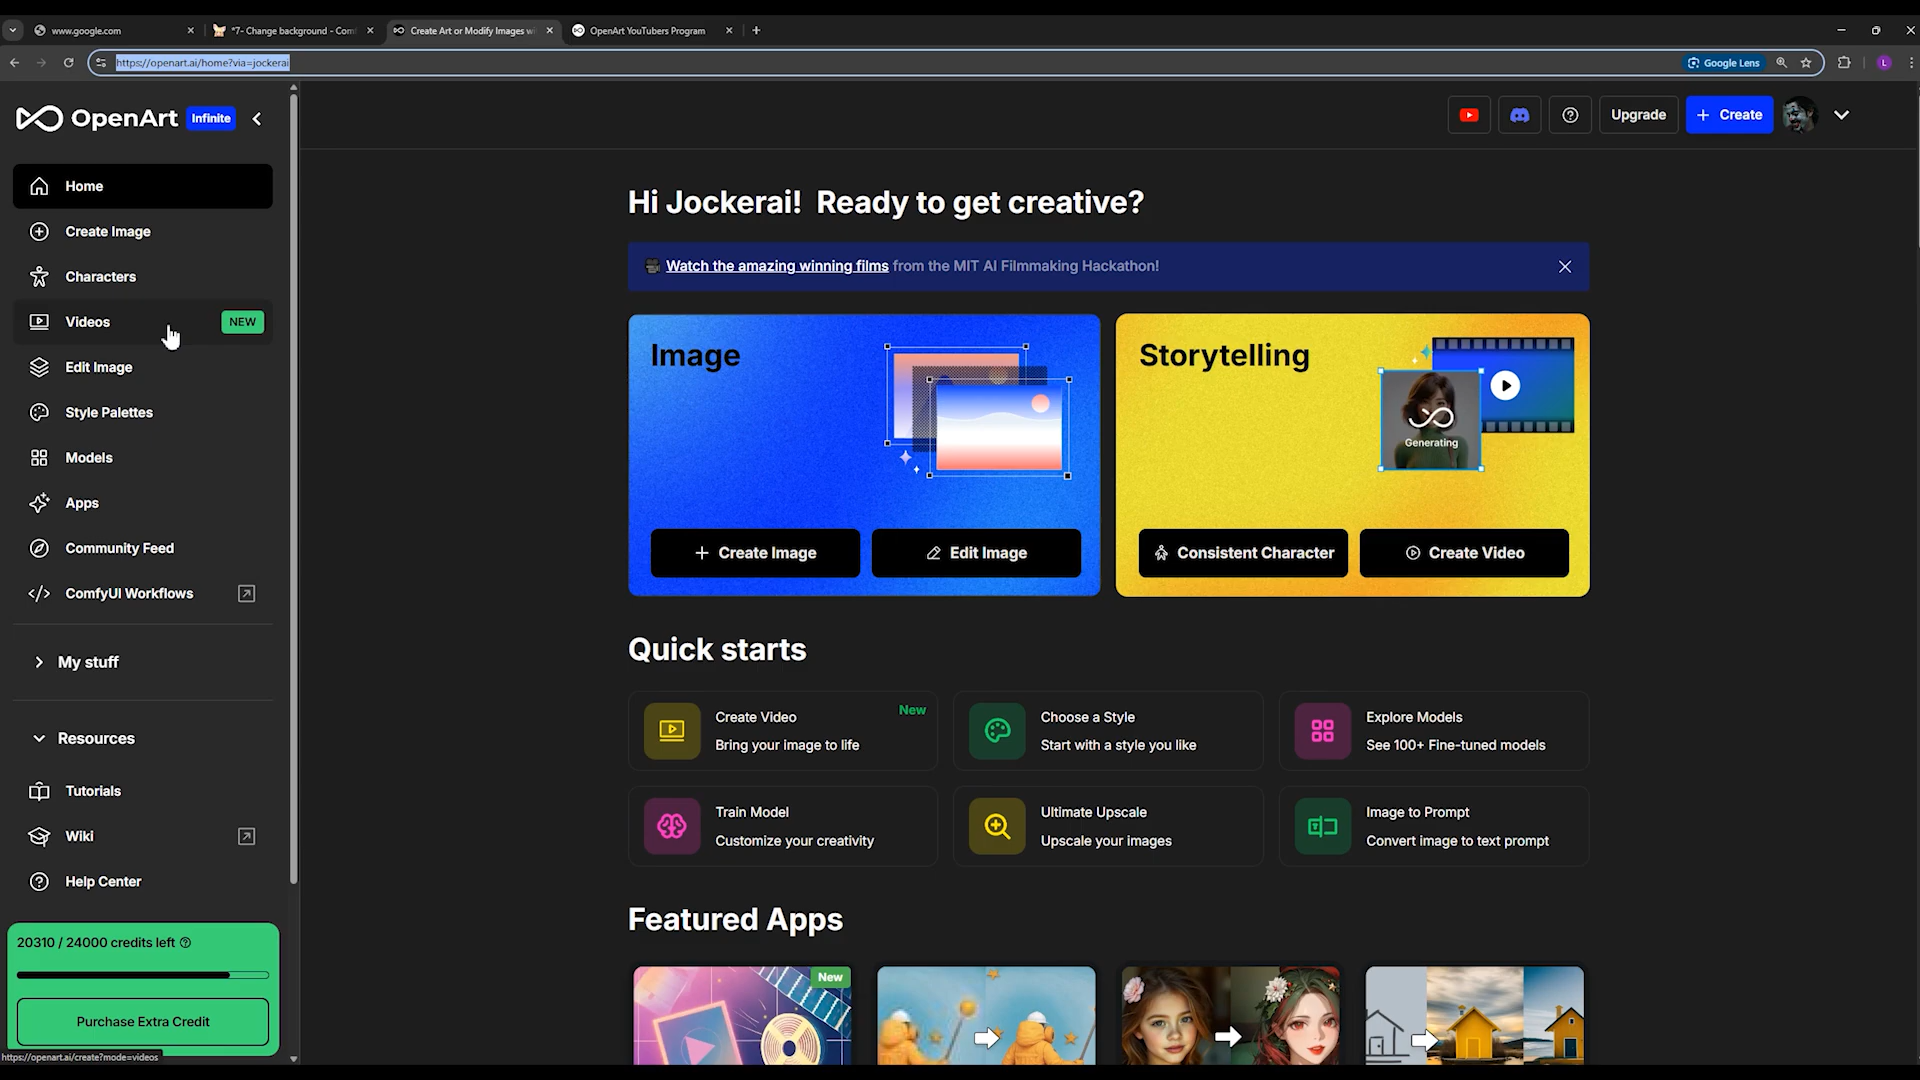 www.google.com
*7- Change background - Comf
Create Art or Modify Images wi
OpenArt YouTubers Program
https://openart.ai/home?via=jockerai
Google Lens
L
OpenArt Infinite
Upgrade
+ Create
Home
Create Image
Characters
Videos NEW
Edit Image
Style Palettes
Models
Apps
Community Feed
ComfyUI Workflows
My stuff
Resources
Tutorials
Wiki
Help Center
20310 / 24000 credits left
Purchase Extra Credit
https://openart.ai/create?mode=videos
Hi Jockerai! Ready to get creative?
Watch the amazing winning films from the MIT AI Filmmaking Hackathon!
Image
+ Create Image
Edit Image
Storytelling
Generating
Consistent Character
Create Video
Quick starts
Create Video New
Bring your image to life
Choose a Style
Start with a style you like
Explore Models
See 100+ Fine-tuned models
Train Model
Customize your creativity
Ultimate Upscale
Upscale your images
Image to Prompt
Convert image to text prompt
Featured Apps
New